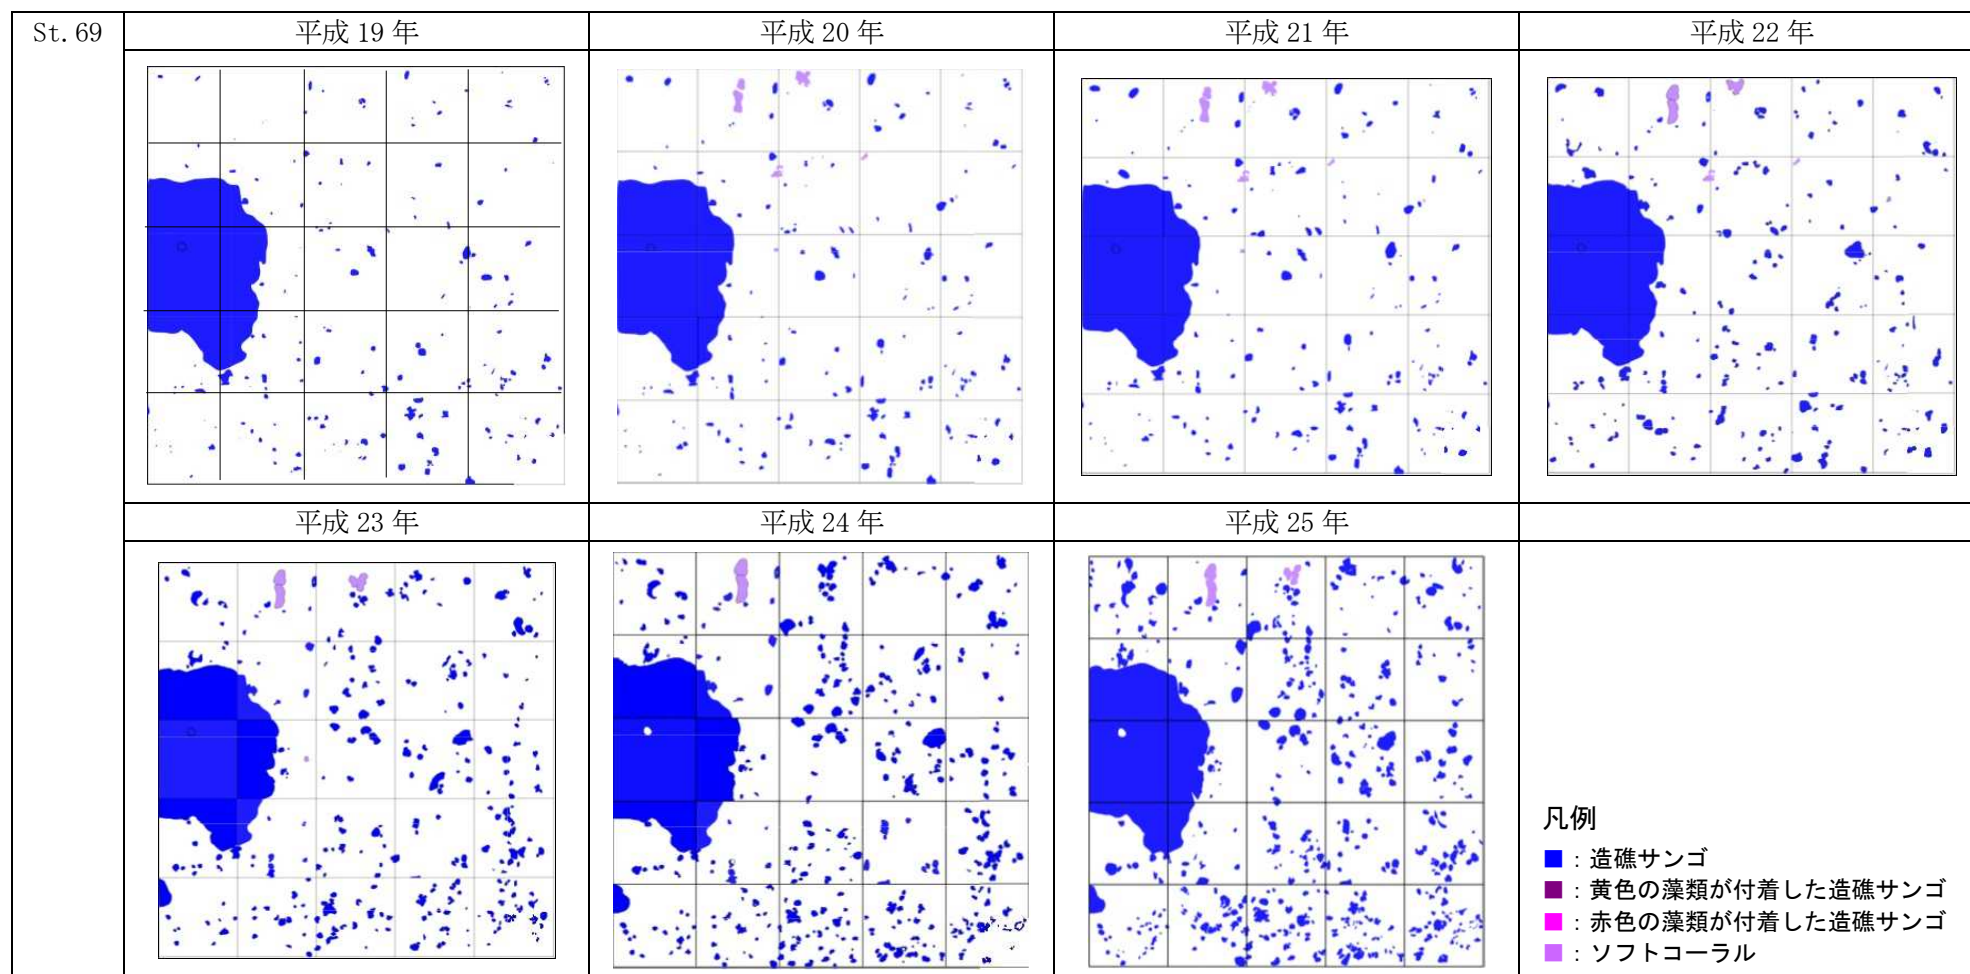 St.69
平成 19 年
平成 20 年
平成 21 年
平成 22 年
平成 23 年
平成 24 年
平成 25 年
凡例
■：造礁サンゴ
■：黄色の藻類が付着した造礁サンゴ
■：赤色の藻類が付着した造礁サンゴ
■：ソフトコーラル